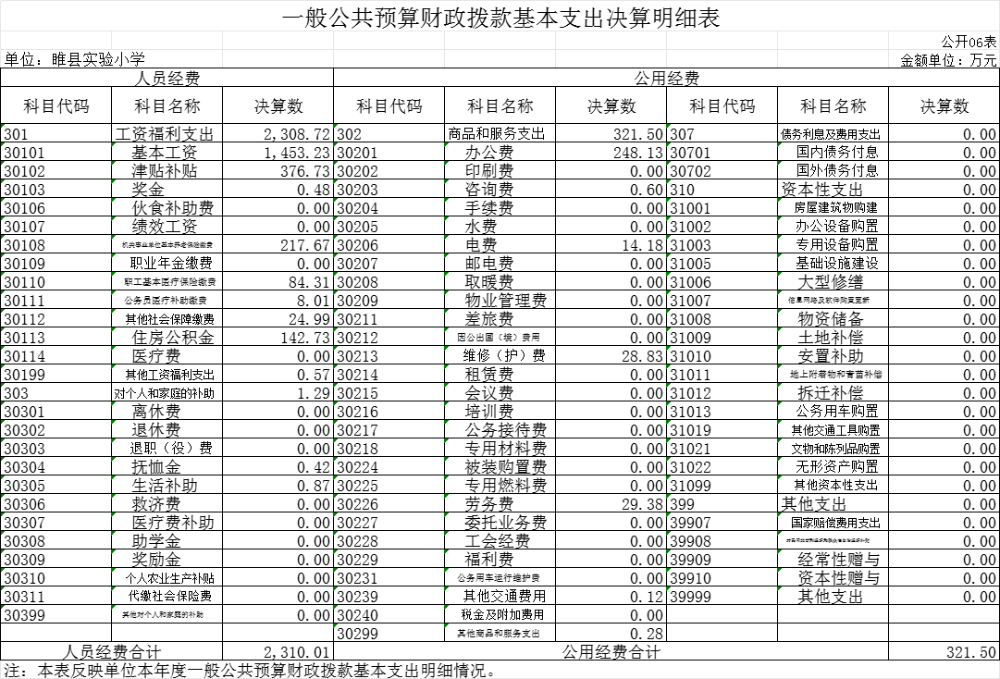 一般公共预算财政拨款基本支出决算明细表
公开06表
单位：睢县实验小学 金额单位：万元
人员经费 公用经费
科目代码 科目名称 决算数 科目代码 科目名称 决算数 科目代码 科目名称 决算数
301 工资福利支出 2,308.72 302 商品和服务支出 321.50 307 债务利息及费用支出 0.00
30101 基本工资 1,453.23 30201 办公费 248.13 30701 国内债务付息 0.00
30102 津贴补贴 376.73 30202 印刷费 0.00 30702 国外债务付息 0.00
30103 奖金 0.48 30203 咨询费 0.60 310 资本性支出 0.00
30106 伙食补助费 0.00 30204 手续费 0.00 31001 房屋建筑物购建 0.00
30107 绩效工资 0.00 30205 水费 0.00 31002 办公设备购置 0.00
30108 机关事业单位基本养老保险缴费 217.67 30206 电费 14.18 31003 专用设备购置 0.00
30109 职业年金缴费 0.00 30207 邮电费 0.00 31005 基础设施建设 0.00
30110 职工基本医疗保险缴费 84.31 30208 取暖费 0.00 31006 大型修缮 0.00
30111 公务员医疗补助缴费 8.01 30209 物业管理费 0.00 31007 信息网络及软件购置更新 0.00
30112 其他社会保障缴费 24.99 30211 差旅费 0.00 31008 物资储备 0.00
30113 住房公积金 142.73 30212 因公出国（境）费用 0.00 31009 土地补偿 0.00
30114 医疗费 0.00 30213 维修（护）费 28.83 31010 安置补助 0.00
30199 其他工资福利支出 0.57 30214 租赁费 0.00 31011 地上附着物和青苗补偿 0.00
303 对个人和家庭的补助 1.29 30215 会议费 0.00 31012 拆迁补偿 0.00
30301 离休费 0.00 30216 培训费 0.00 31013 公务用车购置 0.00
30302 退休费 0.00 30217 公务接待费 0.00 31019 其他交通工具购置 0.00
30303 退职（役）费 0.00 30218 专用材料费 0.00 31021 文物和陈列品购置 0.00
30304 抚恤金 0.42 30224 被装购置费 0.00 31022 无形资产购置 0.00
30305 生活补助 0.87 30225 专用燃料费 0.00 31099 其他资本性支出 0.00
30306 救济费 0.00 30226 劳务费 29.38 399 其他支出 0.00
30307 医疗费补助 0.00 30227 委托业务费 0.00 39907 国家赔偿费用支出 0.00
30308 助学金 0.00 30228 工会经费 0.00 39908 0.00
30309 奖励金 0.00 30229 福利费 0.00 39909 经常性赠与 0.00
30310 个人农业生产补贴 0.00 30231 公务用车运行维护费 0.00 39910 资本性赠与 0.00
30311 代缴社会保险费 0.00 30239 其他交通费用 0.12 39999 其他支出 0.00
30399 其他对个人和家庭的补助 0.00 30240 税金及附加费用 0.00
30299 其他商品和服务支出 0.28
人员经费合计 2,310.01 公用经费合计 321.50
注：本表反映单位本年度一般公共预算财政拨款基本支出明细情况。